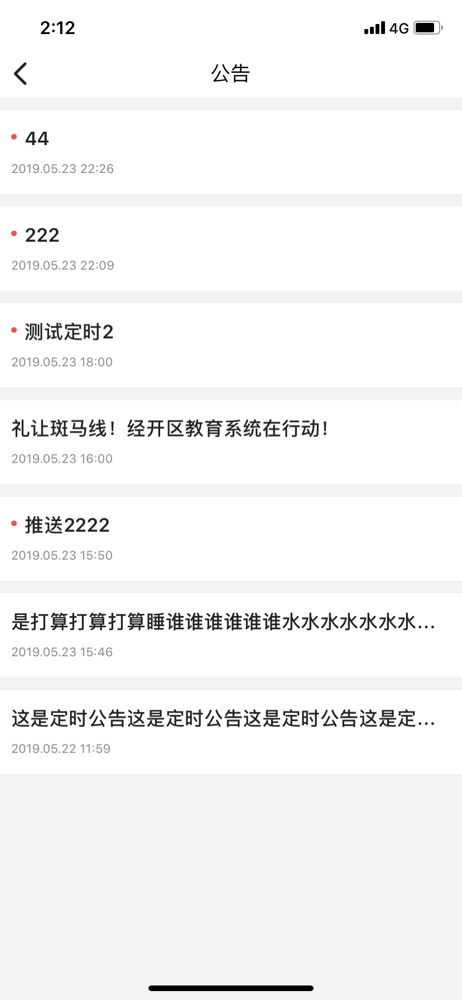 2:12
4G
公告
44
2019.05.23 22:26
222
2019.05.23 22:09
测试定时2
2019.05.23 18:00
礼让斑马线！经开区教育系统在行动！
2019.05.23 16:00
推送2222
2019.05.23 15:50
是打算打算打算睡谁谁谁谁谁谁水水水水水水水...
2019.05.23 15:46
这是定时公告这是定时公告这是定时公告这是定...
2019.05.22 11:59